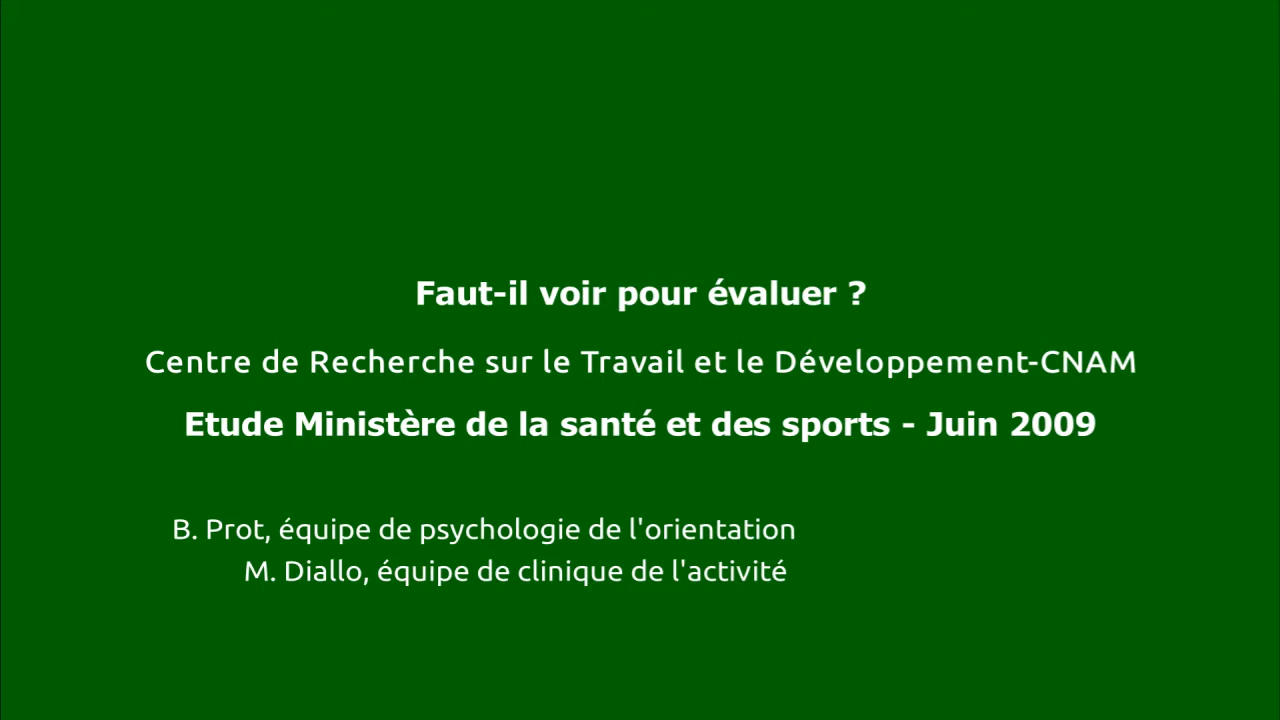 Faut-il voir pour évaluer ?
Centre de Recherche sur le Travail et le Développement-CNAM
Etude Ministère de la santé et des sports - Juin 2009
B. Prot, équipe de psychologie de l'orientation
M. Diallo, équipe de clinique de l'activité